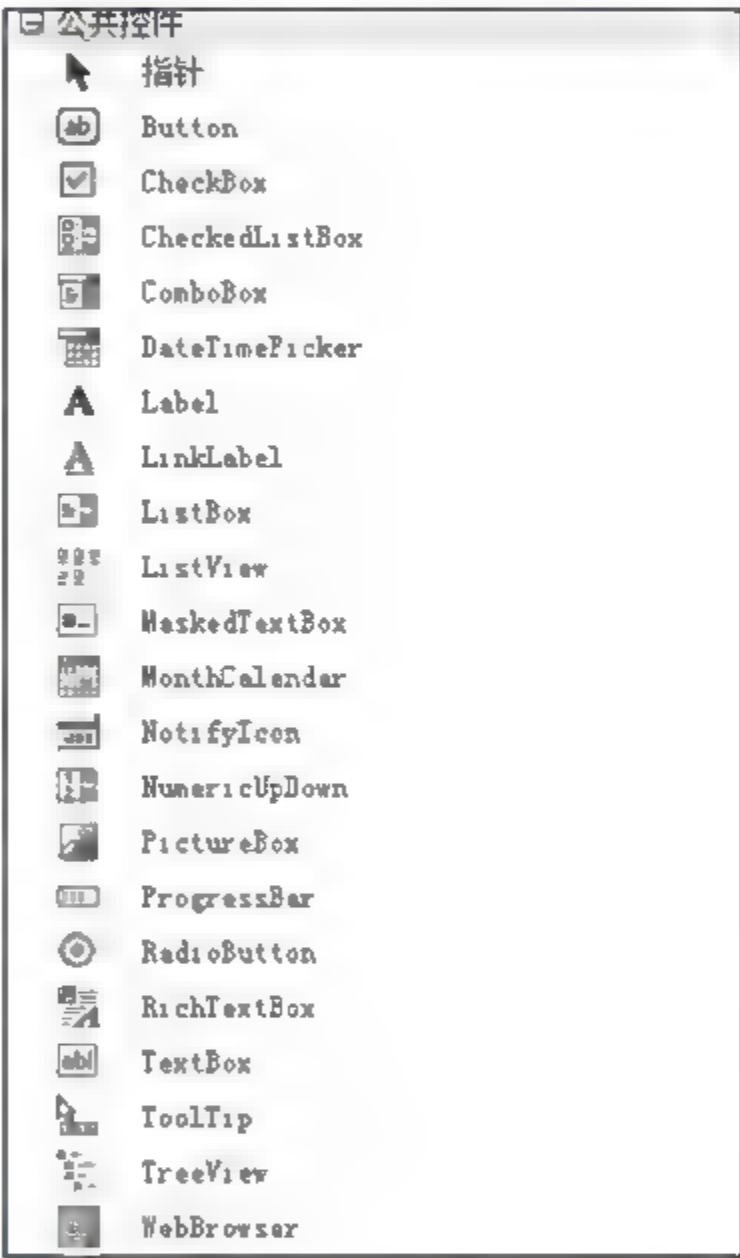 公共控件
指针
Button
CheckBox
CheckedListBox
ComboBox
DateTimePicker
Label
LinkLabel
ListBox
ListView
MaskedTextBox
MonthCalendar
NotifyIcon
NumericUpDown
PictureBox
ProgressBar
RadioButton
RichTextBox
TextBox
ToolTip
TreeView
WebBrowser